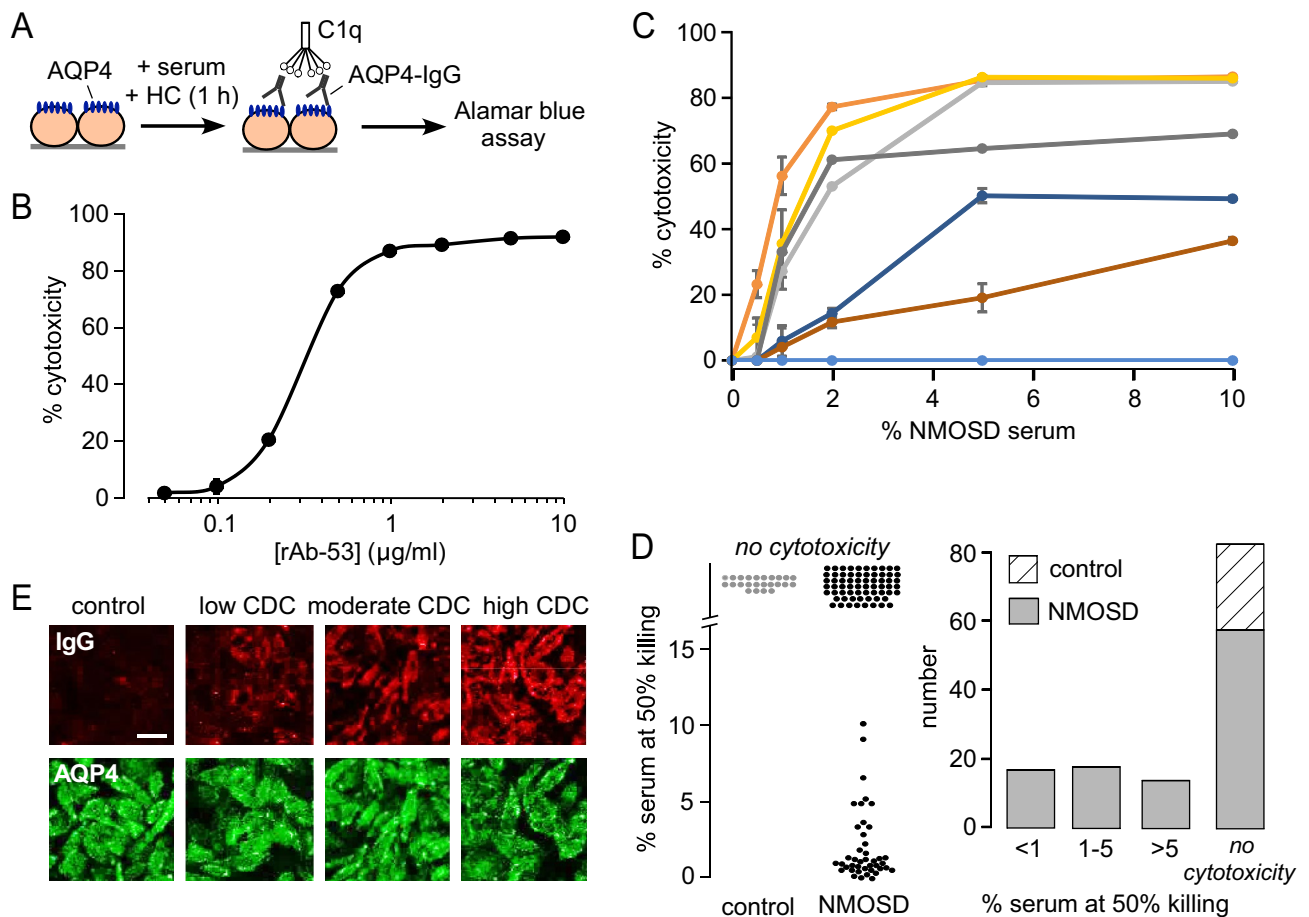 A
AQP4
+ serum
+ HC (1 h)
C1q
AQP4-IgG
Alamar blue
assay
B
% cytotoxicity
100
80
60
40
20
0
0.1
1
10
[rAb-53] (µg/ml)
C
% cytotoxicity
100
80
60
40
20
0
0
2
4
6
8
10
% NMOSD serum
D
no cytotoxicity
% serum at 50% killing
15
10
5
0
control
NMOSD
number
80
60
40
20
0
control
NMOSD
<1
1-5
>5
no
cytotoxicity
% serum at 50% killing
E
control
low CDC
moderate CDC
high CDC
IgG
AQP4